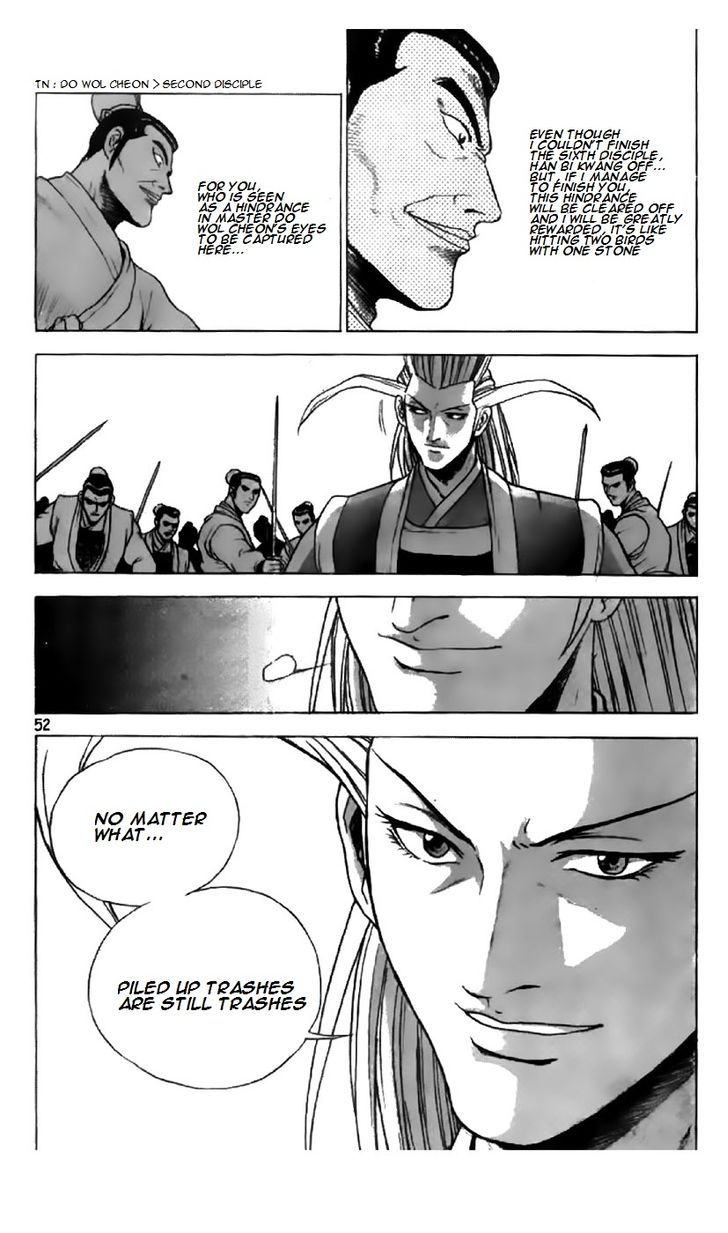 TN : DO WOL CHEON > SECOND DISCIPLE
EVEN THOUGH
I COULDN'T FINISH
THE SIXTH DISCIPLE,
HAN BI KWANG OFF...
BUT, IF I MANAGE
TO FINISH YOU,
THIS HINDRANCE
WILL BE CLEARED OFF
AND I WILL BE GREATLY
REWARDED, IT'S LIKE
HITTING TWO BIRDS
WITH ONE STONE
FOR YOU,
WHO IS SEEN
AS A HINDRANCE
IN MASTER DO
WOL CHEON'S EYES
TO BE CAPTURED
HERE...
52
NO MATTER
WHAT...
PILED UP TRASHES
ARE STILL TRASHES